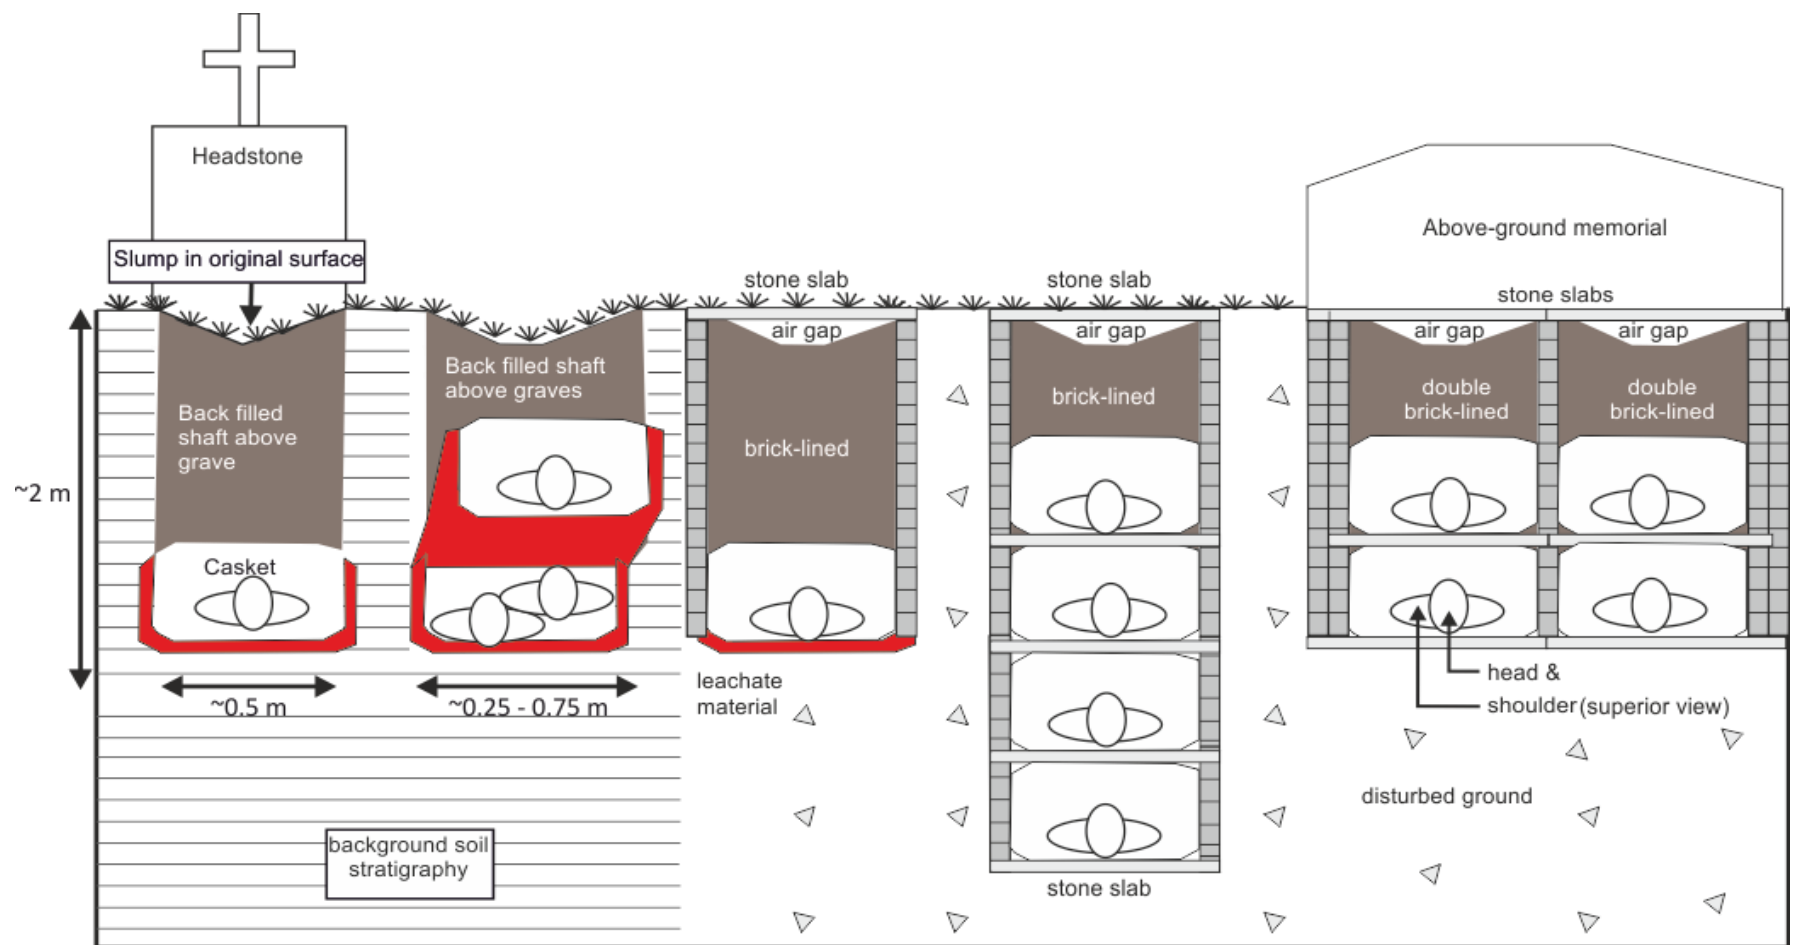 Headstone
Slump in original surface
stone slab
stone slab
Above-ground memorial
stone slabs
air gap
air gap
air gap
air gap
Back filled shaft
above graves
Back filled
shaft above
grave
brick-lined
brick-lined
double
brick-lined
double
brick-lined
~2 m
Casket
~0.5 m
~0.25 - 0.75 m
leachate
material
head &
shoulder (superior view)
disturbed ground
background soil
stratigraphy
stone slab